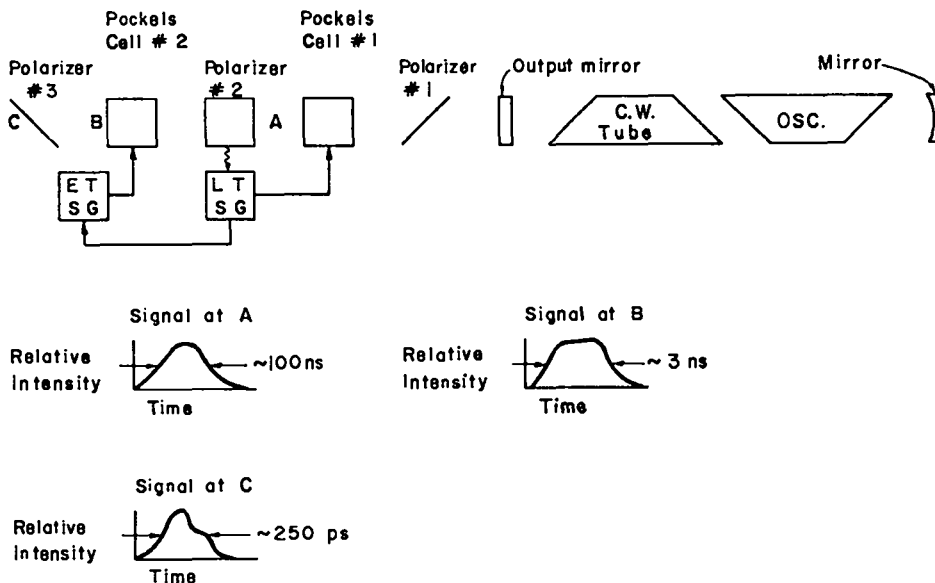 Pockels
Cell # 2
Pockels
Cell #1
Polarizer
#3
Polarizer
#2
Polarizer
#1
Output mirror
Mirror
C
B
A
C.W.
Tube
OSC.
E T
S G
L T
S G
Signal at A
Relative
Intensity
~100ns
Time
Signal at B
Relative
Intensity
~ 3 ns
Time
Signal at C
Relative
Intensity
~250 ps
Time